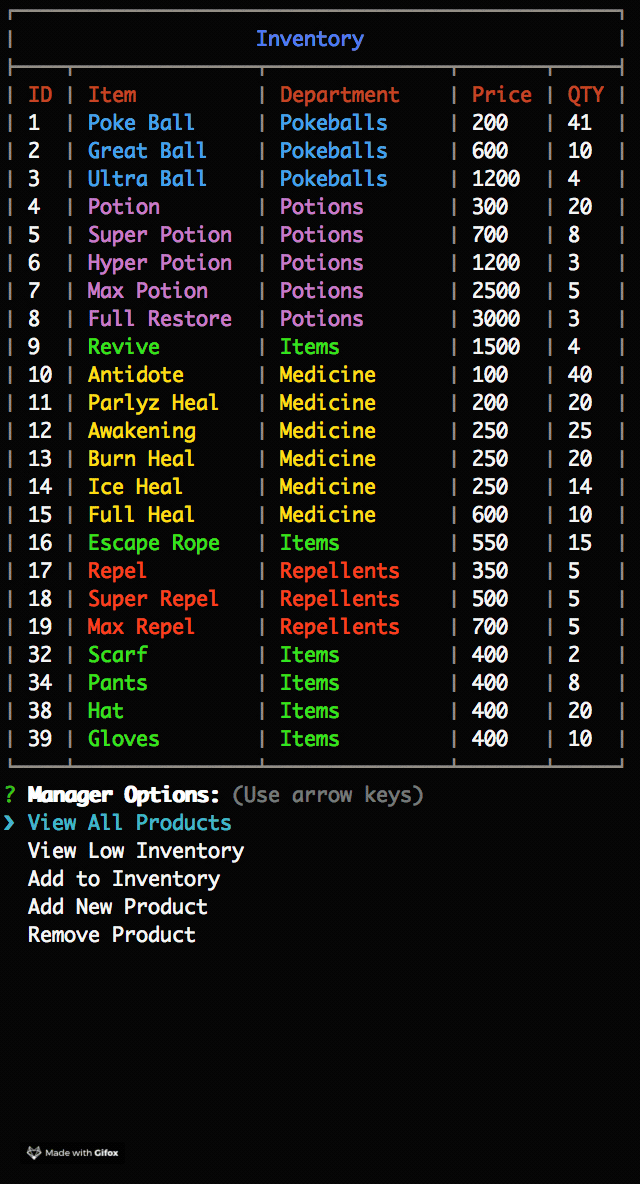 Inventory
ID | Item | Department | Price | QTY
1 | Poke Ball | Pokeballs | 200 | 41
2 | Great Ball | Pokeballs | 600 | 10
3 | Ultra Ball | Pokeballs | 1200 | 4
4 | Potion | Potions | 300 | 20
5 | Super Potion | Potions | 700 | 8
6 | Hyper Potion | Potions | 1200 | 3
7 | Max Potion | Potions | 2500 | 5
8 | Full Restore | Potions | 3000 | 3
9 | Revive | Items | 1500 | 4
10 | Antidote | Medicine | 100 | 40
11 | Parlyz Heal | Medicine | 200 | 20
12 | Awakening | Medicine | 250 | 25
13 | Burn Heal | Medicine | 250 | 20
14 | Ice Heal | Medicine | 250 | 14
15 | Full Heal | Medicine | 600 | 10
16 | Escape Rope | Items | 550 | 15
17 | Repel | Repellents | 350 | 5
18 | Super Repel | Repellents | 500 | 5
19 | Max Repel | Repellents | 700 | 5
32 | Scarf | Items | 400 | 2
34 | Pants | Items | 400 | 8
38 | Hat | Items | 400 | 20
39 | Gloves | Items | 400 | 10
? Manager Options: (Use arrow keys)
❯ View All Products
View Low Inventory
Add to Inventory
Add New Product
Remove Product
Made with Gifox